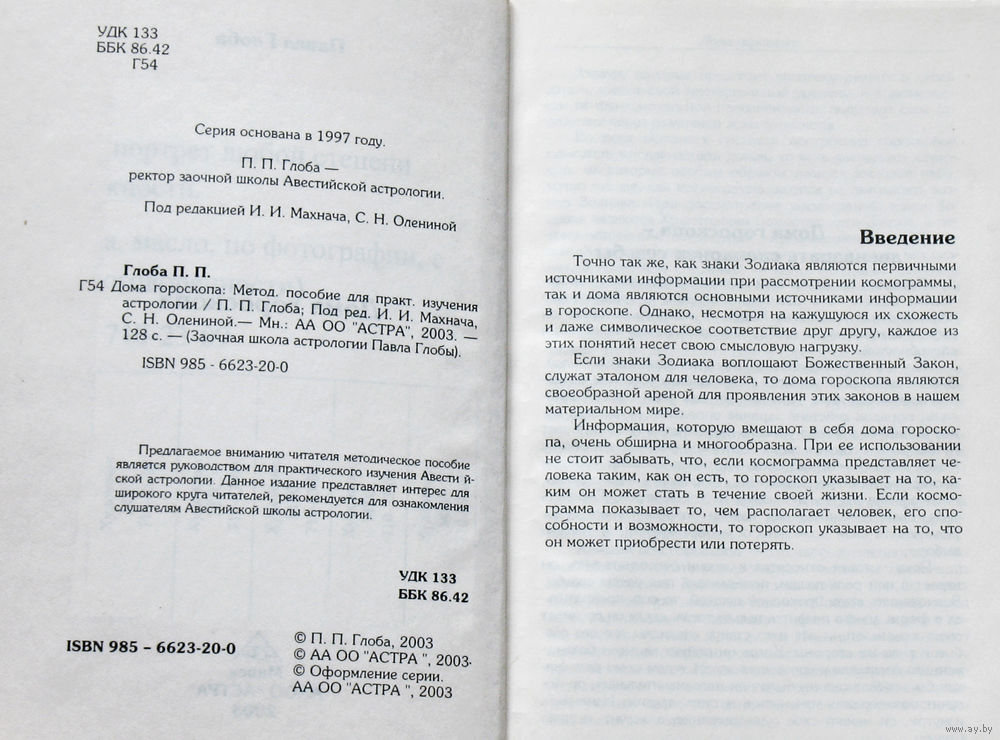 УДК 133
ББК 86.42
Г54
Серия основана в 1997 году.
П. П. Глоба —
ректор заочной школы Авестийской астрологии.
Под редакцией И. И. Махнача, С. Н. Олениной
Глоба П. П.
Г54 Дома гороскопа: Метод. пособие для практ. изучения
астрологии / П. П. Глоба; Под ред. И. И. Махнача,
С. Н. Олениной.— Мн.: АА ОО "АСТРА", 2003. —
128 с. — (Заочная школа астрологии Павла Глобы).
ISBN 985 - 6623-20-0
Предлагаемое вниманию читателя методическое пособие
является руководством для практического изучения Авести й-
ской астрологии. Данное издание представляет интерес для
широкого круга читателей, рекомендуется для ознакомления
слушателям Авестийской школы астрологии.
УДК 133
ББК 86.42
ISBN 985 – 6623-20-0
© П. П. Глоба, 2003
© АА ОО "АСТРА ", 2003.
© Оформление серии.
АА ОО "АСТРА ", 2003
Введение
Точно так же, как знаки Зодиака являются первичными
источниками информации при рассмотрении космограммы,
так и дома являются основными источниками информации
в гороскопе. Однако, несмотря на кажущуюся их схожесть
и даже символическое соответствие друг другу, каждое из
этих понятий несет свою смысловую нагрузку.
Если знаки Зодиака воплощают Божественный Закон,
служат эталоном для человека, то дома гороскопа являются
своеобразной ареной для проявления этих законов в нашем
материальном мире.
Информация, которую вмещают в себя дома гороско-
па, очень обширна и многообразна. При ее использовании
не стоит забывать, что, если космограмма представляет че-
ловека таким, как он есть, то гороскоп указывает на то, ка-
ким он может стать в течение своей жизни. Если космо-
грамма показывает то, чем располагает человек, его спо-
собности и возможности, то гороскоп указывает на то, что
он может приобрести или потерять.
www.ay.by